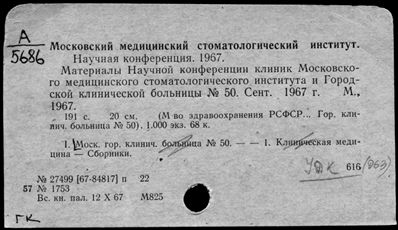 А
5686
Московский медицинский стоматологический институт.
Научная конференция. 1967.
Материалы Научной конференции клиник Московско-
го медицинского стоматологического института и Город-
ской клинической больницы № 50. Сент. 1967 г. М.,
1967.
191 с. 20 см. (М-во здравоохранения РСФСР... Гор. кли-
нич. больница № 50). 1.000 экз. 68 к.
1. Моск. гор. клинич. больница № 50. — — 1. Клиническая меди-
цина — Сборники.
УДК 616 (063)
№ 27499 [67-84817] п 22
57 № 1753
Вс. кн. пал. 12 X 67 М825
ГК